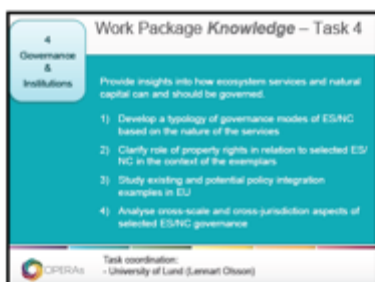 4
Governance
&
Institutions
Work Package Knowledge – Task 4
Provide insights into how ecosystem services and natural
capital can and should be governed.
1) Develop a typology of governance modes of ES/NC
based on the nature of the services
2) Clarify role of property rights in relation to selected ES/
NC in the context of the exemplars
3) Study existing and potential policy integration
examples in EU
4) Analyse cross-scale and cross-jurisdiction aspects of
selected ES/NC governance
OPERAs
Task coordination:
- University of Lund (Lennart Olsson)